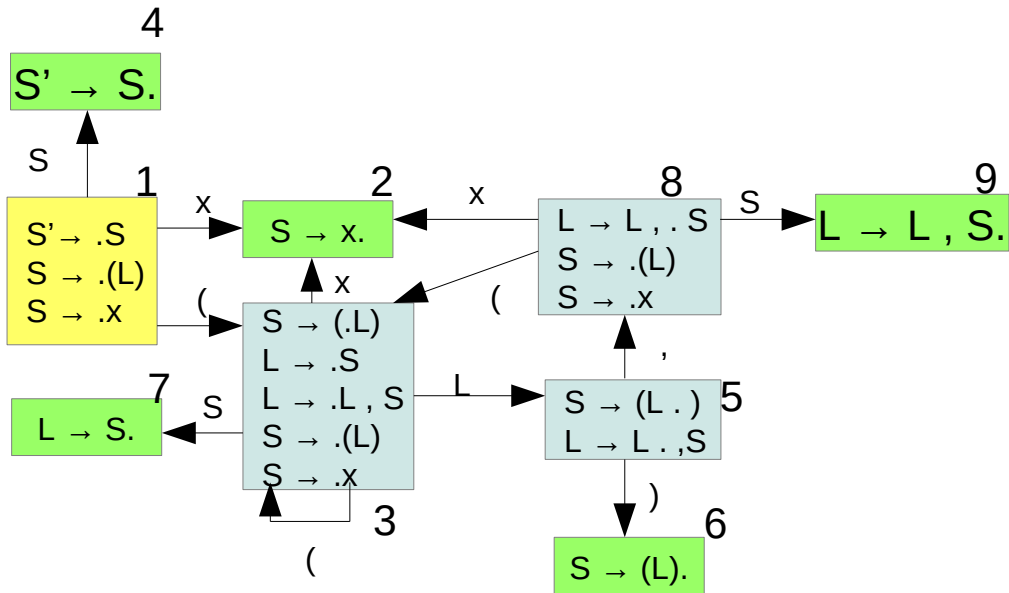 4
S’ → S.
S
1
S’→ .S
S → .(L)
S → .x
x
(
2
S → x.
x
3
S → (.L)
L → .S
L → .L , S
S → .(L)
S → .x
(
7
L → S.
S
L
8
L → L , . S
S → .(L)
S → .x
x
(
S
9
L → L , S.
,
5
S → (L . )
L → L . ,S
)
6
S → (L).